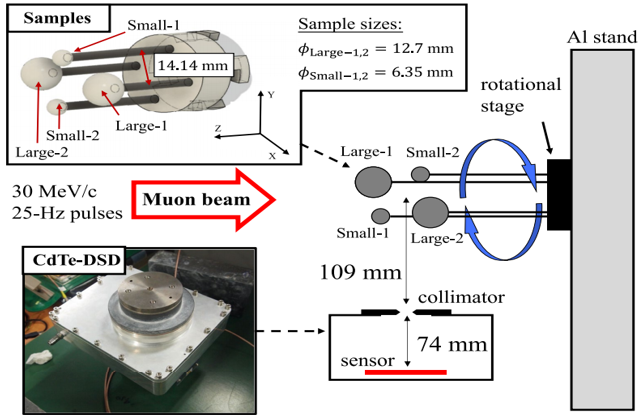 Samples
Small-1
14.14 mm
Small-2
Large-1
Large-2
Y
Z
X
Sample sizes:
ϕLarge−1,2 = 12.7 mm
ϕSmall−1,2 = 6.35 mm
Al stand
rotational
stage
Large-1
Small-2
Small-1
Large-2
30 MeV/c
25-Hz pulses
Muon beam
109 mm
CdTe-DSD
collimator
74 mm
sensor